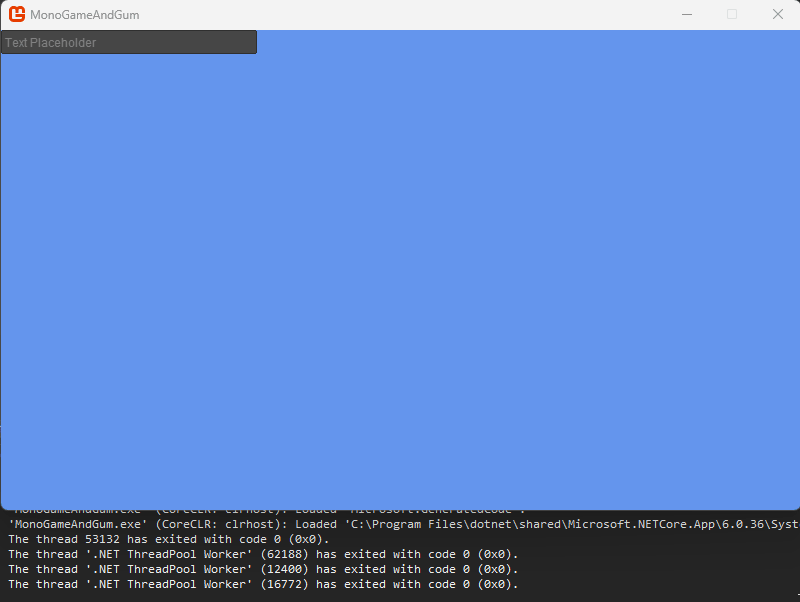 MonoGameAndGum
Text Placeholder
'MonoGameAndGum.exe' (CoreCLR: clrhost): Loaded 'Microsoft.GeneratedCode'.
'MonoGameAndGum.exe' (CoreCLR: clrhost): Loaded 'C:\Program Files\dotnet\shared\Microsoft.NETCore.App\6.0.36\Syst
The thread 53132 has exited with code 0 (0x0).
The thread '.NET ThreadPool Worker' (62188) has exited with code 0 (0x0).
The thread '.NET ThreadPool Worker' (12400) has exited with code 0 (0x0).
The thread '.NET ThreadPool Worker' (16772) has exited with code 0 (0x0).